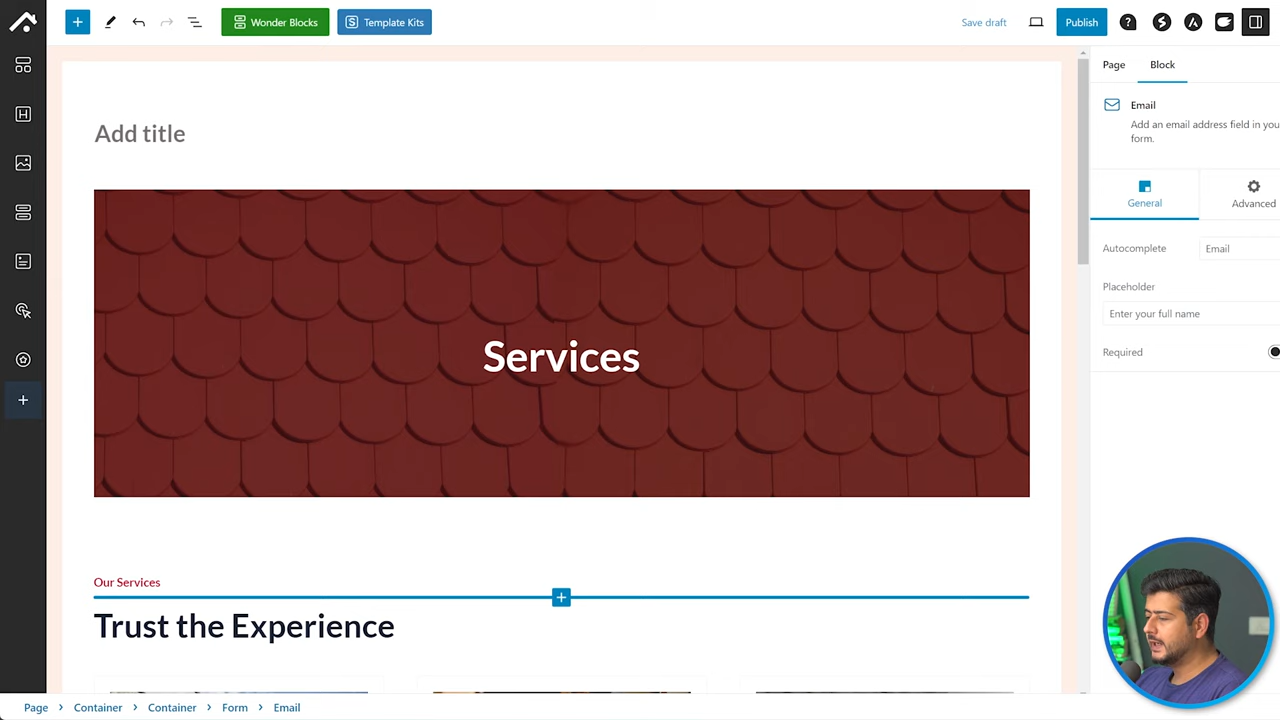 Wonder Blocks
Template Kits
Save draft
Publish
Page
Block
Email
Add an email address field in you
form.
General
Advanced
Autocomplete
Email
Placeholder
Enter your full name
Required
Add title
Services
Our Services
Trust the Experience
Page > Container > Container > Form > Email